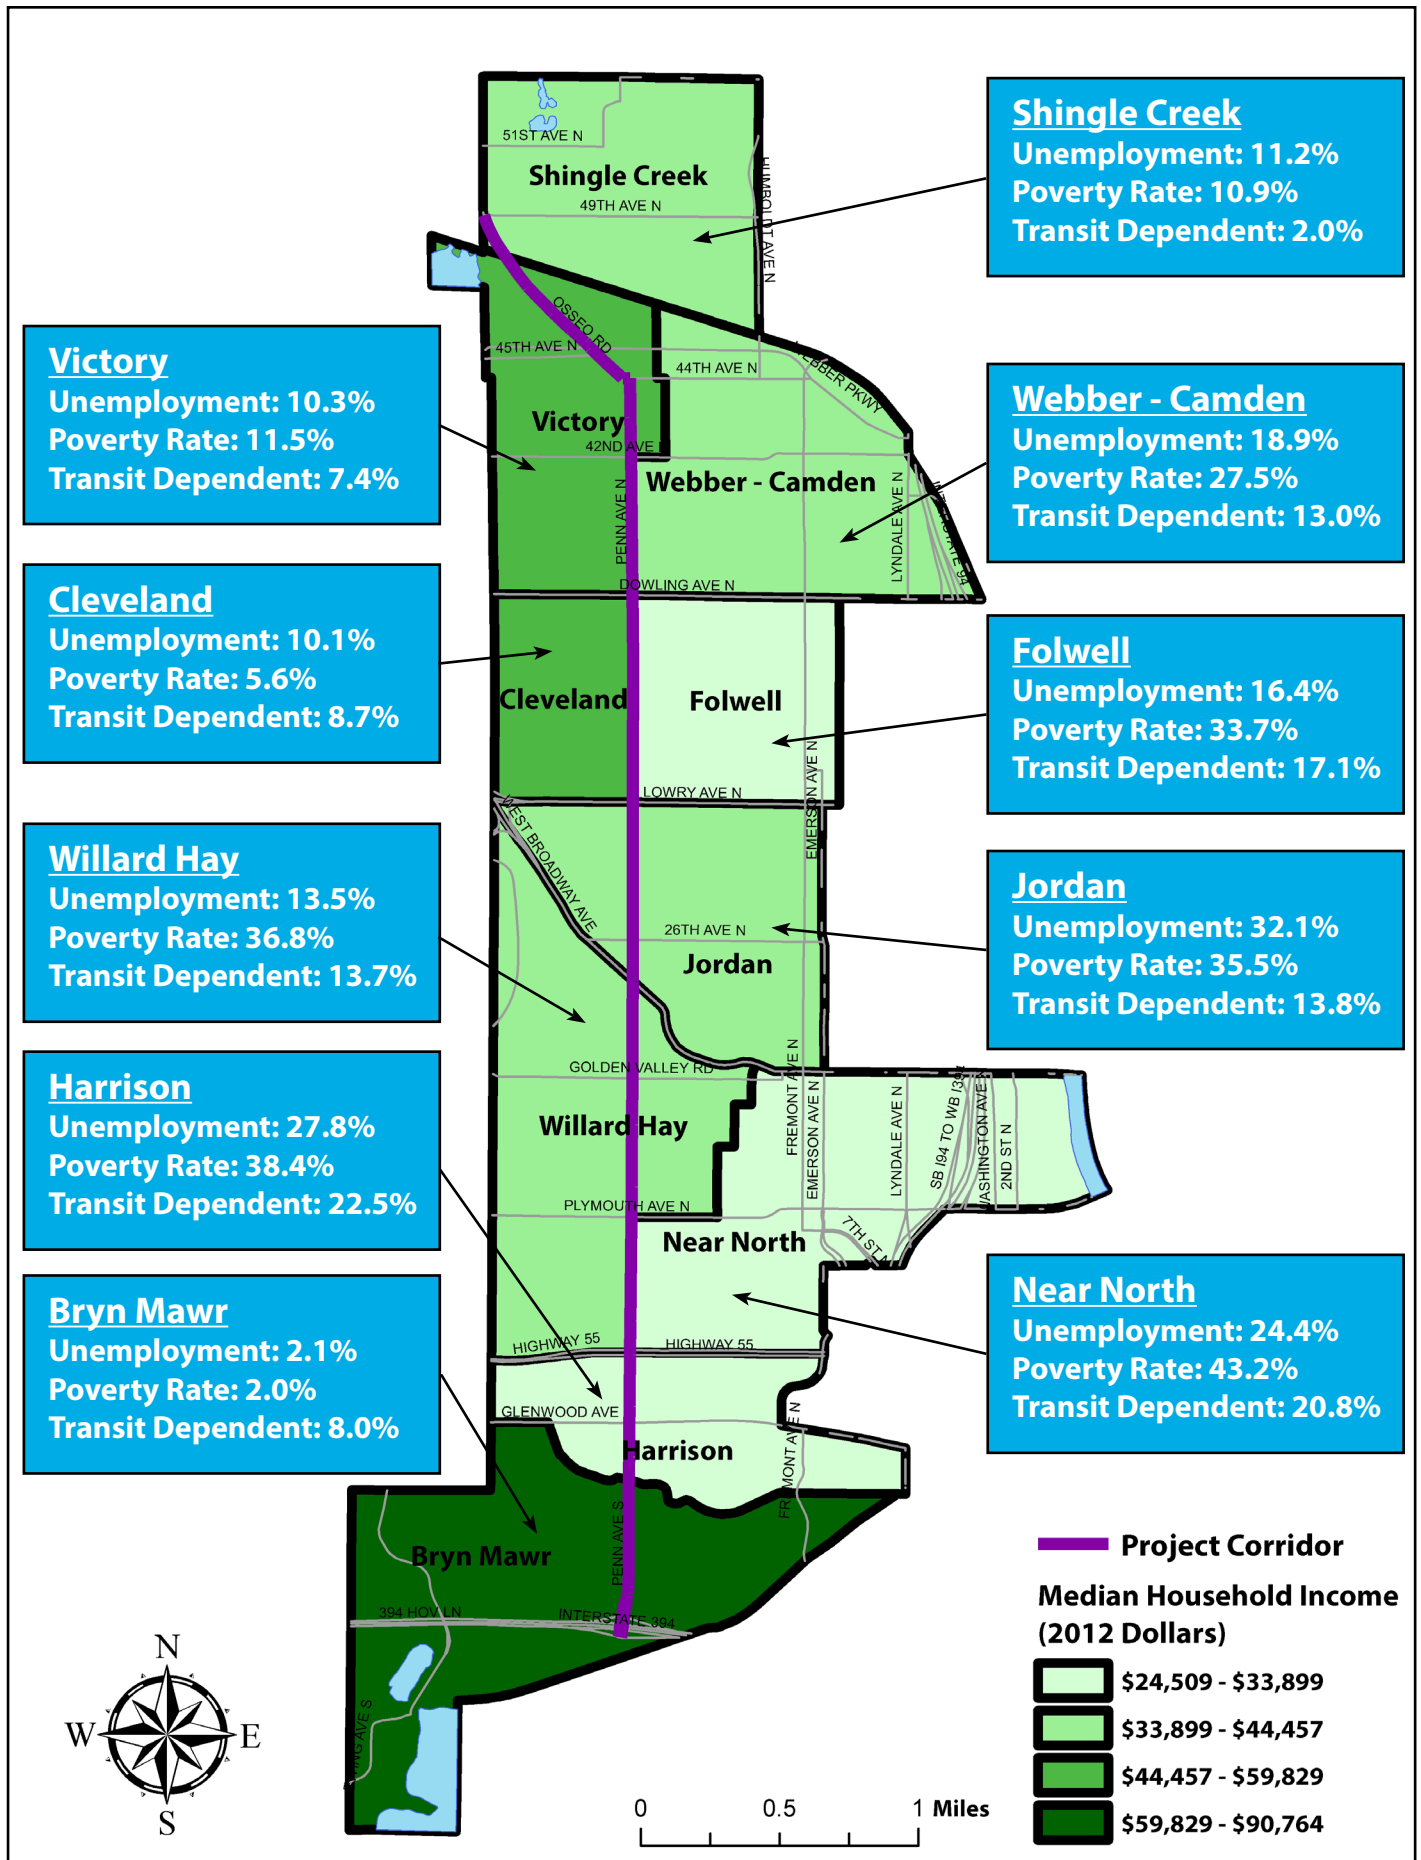 Shingle Creek
Unemployment: 11.2%
Poverty Rate: 10.9%
Transit Dependent: 2.0%
51ST AVE N
Shingle Creek
49TH AVE N
HUMBOLDT AVE N
OSSEO RD
45TH AVE N
44TH AVE N
WEBBER PKWY
Victory
Unemployment: 10.3%
Poverty Rate: 11.5%
Transit Dependent: 7.4%
Victory
42ND AVE N
Webber - Camden
Unemployment: 18.9%
Poverty Rate: 27.5%
Transit Dependent: 13.0%
Webber - Camden
PENN AVE N
LYNDALE AVE N
INTERSTATE 94
DOWLING AVE N
Cleveland
Unemployment: 10.1%
Poverty Rate: 5.6%
Transit Dependent: 8.7%
Cleveland
Folwell
Folwell
Unemployment: 16.4%
Poverty Rate: 33.7%
Transit Dependent: 17.1%
LOWRY AVE N
EMERSON AVE N
WEST BROADWAY AVE
Willard Hay
Unemployment: 13.5%
Poverty Rate: 36.8%
Transit Dependent: 13.7%
26TH AVE N
Jordan
Jordan
Unemployment: 32.1%
Poverty Rate: 35.5%
Transit Dependent: 13.8%
GOLDEN VALLEY RD
FREMONT AVE N
EMERSON AVE N
LYNDALE AVE N
SB I94 TO WB I394
WASHINGTON AVE N
2ND ST N
Harrison
Unemployment: 27.8%
Poverty Rate: 38.4%
Transit Dependent: 22.5%
Willard Hay
PLYMOUTH AVE N
7TH ST N
Near North
Near North
Unemployment: 24.4%
Poverty Rate: 43.2%
Transit Dependent: 20.8%
Bryn Mawr
Unemployment: 2.1%
Poverty Rate: 2.0%
Transit Dependent: 8.0%
HIGHWAY 55
HIGHWAY 55
GLENWOOD AVE
Harrison
FREMONT AVE N
PENN AVE S
Bryn Mawr
394 HOV LN
INTERSTATE 394
AVE S
Project Corridor
Median Household Income
(2012 Dollars)
$24,509 - $33,899
$33,899 - $44,457
$44,457 - $59,829
$59,829 - $90,764
N
W
E
S
0
0.5
1 Miles